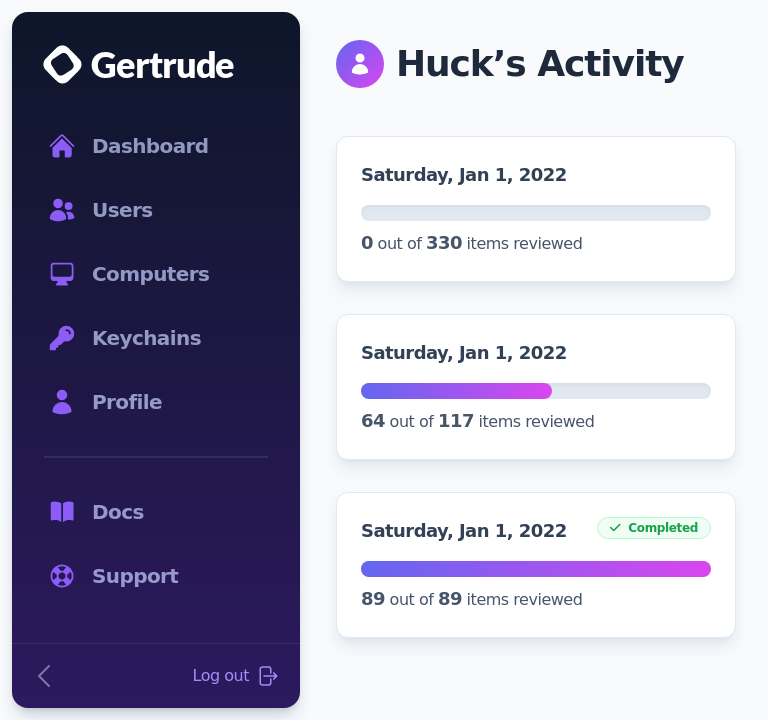 Gertrude
Dashboard
Users
Computers
Keychains
Profile
Docs
Support
Log out
Huck’s Activity
Saturday, Jan 1, 2022
0 out of 330 items reviewed
Saturday, Jan 1, 2022
64 out of 117 items reviewed
Saturday, Jan 1, 2022
Completed
89 out of 89 items reviewed